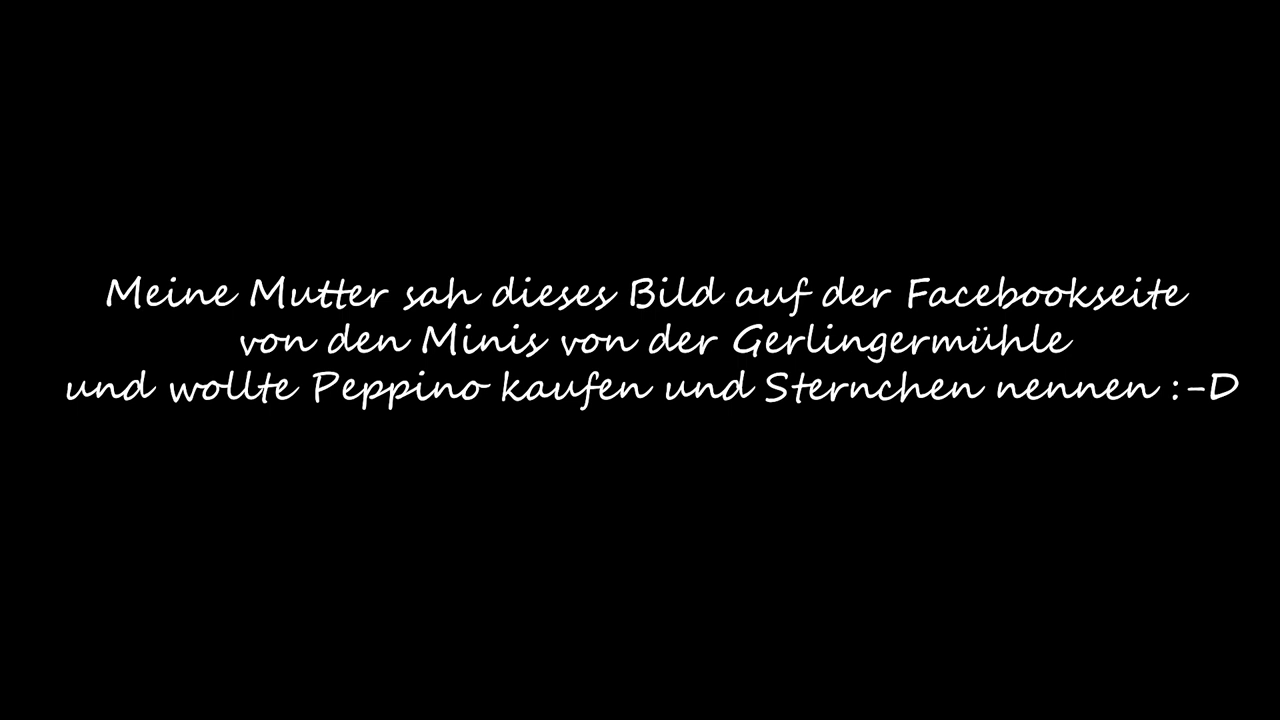 Meine Mutter sah dieses Bild auf der Facebookseite
von den Minis von der Gerlingermühle
und wollte Peppino kaufen und Sternchen nennen :-D